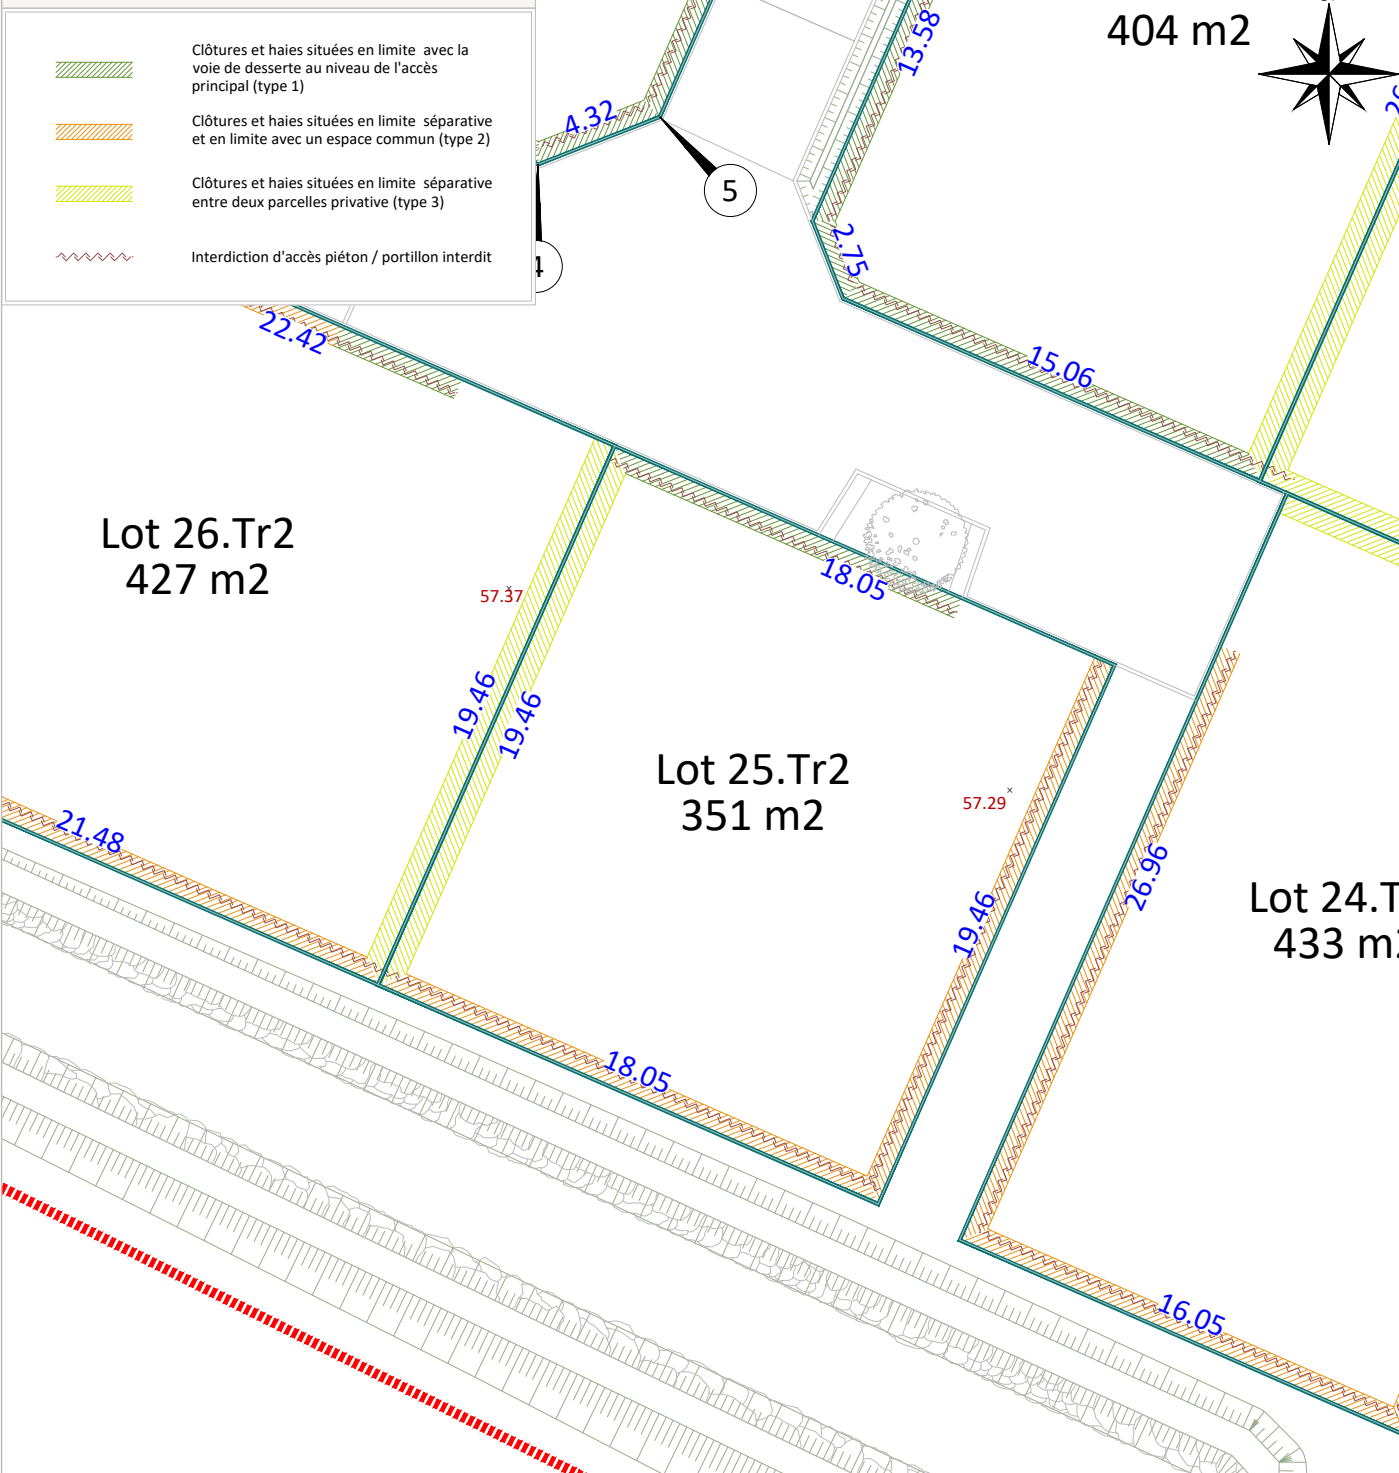 Clôtures et haies situées en limite avec la
voie de desserte au niveau de l'accès
principal (type 1)
Clôtures et haies situées en limite séparative
et en limite avec un espace commun (type 2)
Clôtures et haies situées en limite séparative
entre deux parcelles privative (type 3)
Interdiction d'accès piéton / portillon interdit
404 m2
13.58
4.32
5
4
2.75
22.42
15.06
Lot 26.Tr2
427 m2
57.37
18.05
19.46
19.46
Lot 25.Tr2
351 m2
57.29
21.48
26.96
19.46
Lot 24.T
433 m
18.05
16.05